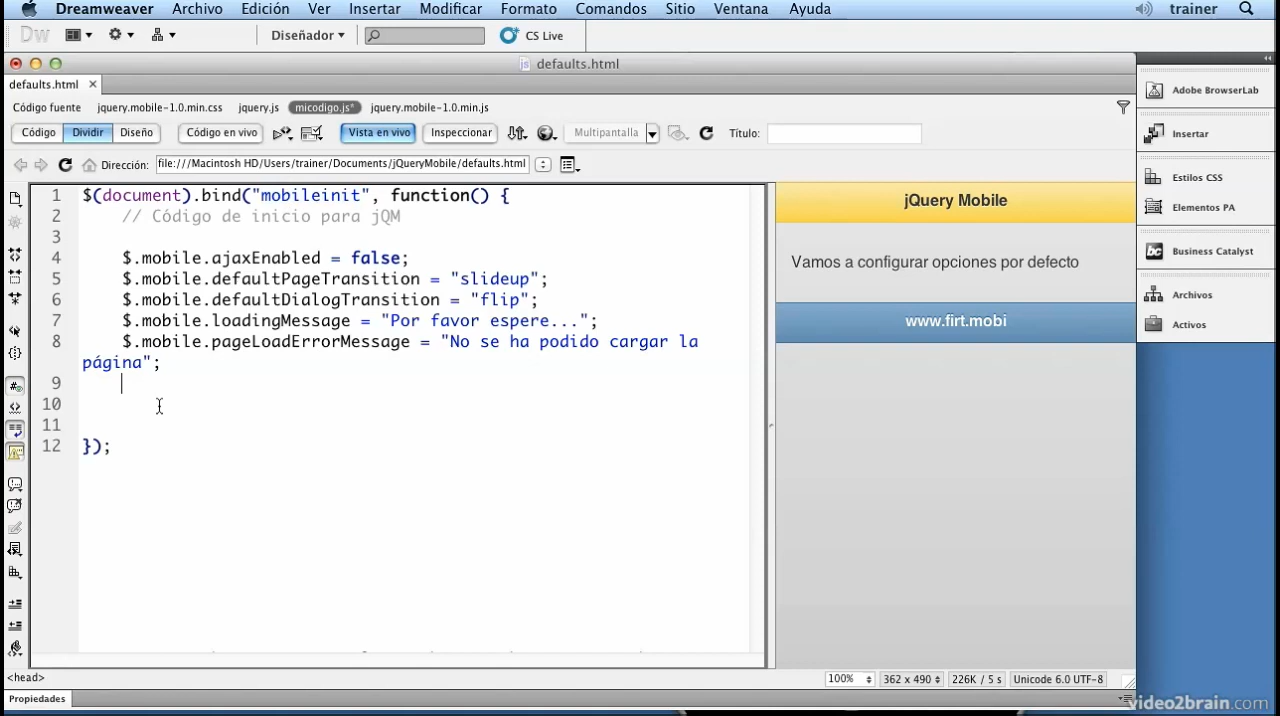 Dreamweaver Archivo Edición Ver Insertar Modificar Formato Comandos Sitio Ventana Ayuda trainer
Dw Diseñador CS Live
defaults.html
defaults.html
Código fuente jquery.mobile-1.0.min.css jquery.js micodigo.js* jquery.mobile-1.0.min.js
Código Dividir Diseño Código en vivo Vista en vivo Inspeccionar Multipantalla Título:
Dirección: file:///Macintosh HD/Users/trainer/Documents/jQueryMobile/defaults.html
1 $(document).bind("mobileinit", function() {
2 // Código de inicio para jQM
3
4 $.mobile.ajaxEnabled = false;
5 $.mobile.defaultPageTransition = "slideup";
6 $.mobile.defaultDialogTransition = "flip";
7 $.mobile.loadingMessage = "Por favor espere...";
8 $.mobile.pageLoadErrorMessage = "No se ha podido cargar la
página";
9
10
11
12 });
jQuery Mobile
Vamos a configurar opciones por defecto
www.firt.mobi
Adobe BrowserLab
Insertar
Estilos CSS
Elementos PA
Business Catalyst
Archivos
Activos
<head> 100% 362 x 490 226K / 5 s Unicode 6.0 UTF-8
Propiedades
video2brain.com